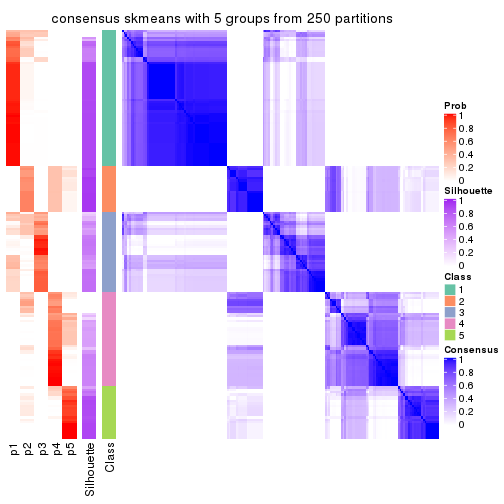 consensus skmeans with 5 groups from 250 partitions
Prob
1
0.8
0.6
0.4
0.2
0
Silhouette
1
0.8
0.6
0.4
0.2
0
Class
1
2
3
4
5
Consensus
1
0.8
0.6
0.4
0.2
0
p1
p2
p3
p4
p5
Silhouette
Class